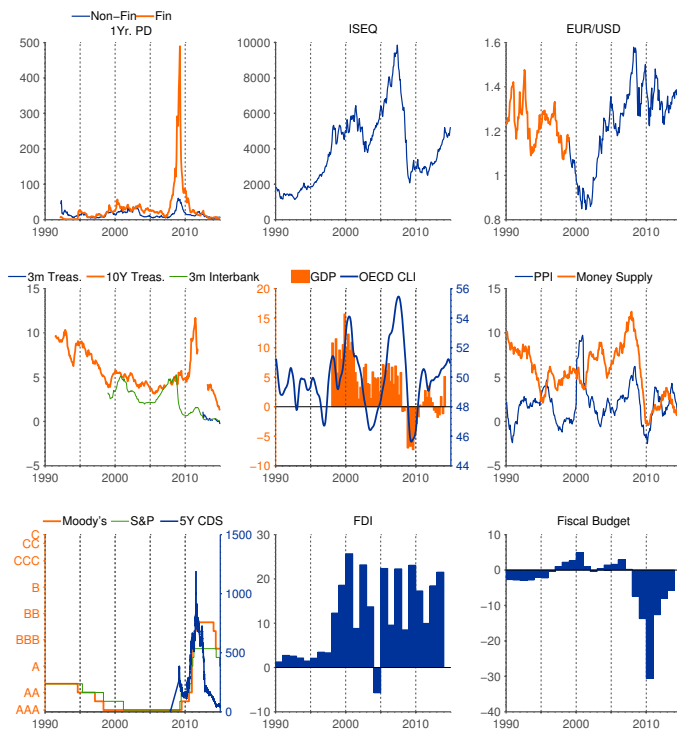 Non−Fin Fin
1Yr. PD
500
400
300
200
100
0
1990 2000 2010
ISEQ
10000
8000
6000
4000
2000
0
1990 2000 2010
EUR/USD
1.6
1.4
1.2
1
0.8
1990 2000 2010
3m Treas. 10Y Treas. 3m Interbank
15
10
5
0
−5
1990 2000 2010
GDP OECD CLI
20
15
10
5
0
−5
−10
56
54
52
50
48
46
44
1990 2000 2010
PPI Money Supply
15
10
5
0
−5
1990 2000 2010
Moody's S&P 5Y CDS
C
CC
CCC
B
BB
BBB
A
AA
AAA
1500
1000
500
0
1990 2000 2010
FDI
30
20
10
0
−10
1990 2000 2010
Fiscal Budget
10
0
−10
−20
−30
−40
1990 2000 2010